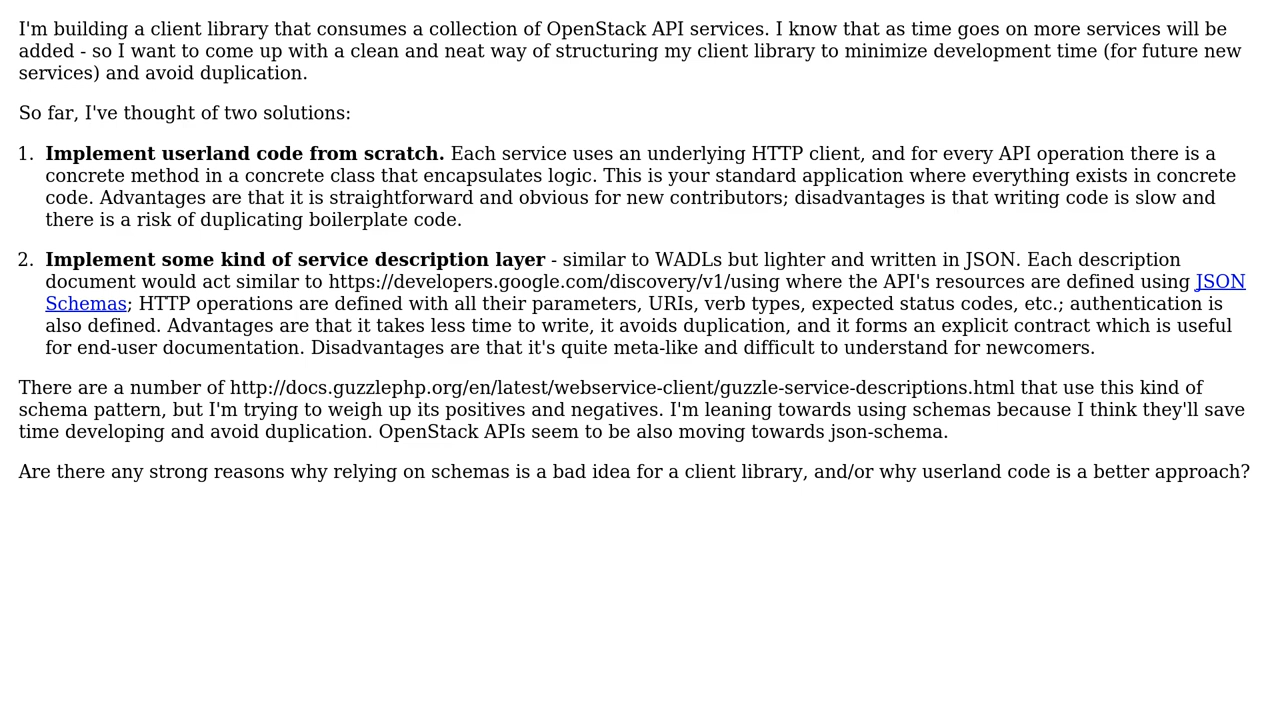 I'm building a client library that consumes a collection of OpenStack API services. I know that as time goes on more services will be
added - so I want to come up with a clean and neat way of structuring my client library to minimize development time (for future new
services) and avoid duplication.
So far, I've thought of two solutions:
1. Implement userland code from scratch. Each service uses an underlying HTTP client, and for every API operation there is a
concrete method in a concrete class that encapsulates logic. This is your standard application where everything exists in concrete
code. Advantages are that it is straightforward and obvious for new contributors; disadvantages is that writing code is slow and
there is a risk of duplicating boilerplate code.
2. Implement some kind of service description layer - similar to WADLs but lighter and written in JSON. Each description
document would act similar to https://developers.google.com/discovery/v1/using where the API's resources are defined using JSON
Schemas; HTTP operations are defined with all their parameters, URIs, verb types, expected status codes, etc.; authentication is
also defined. Advantages are that it takes less time to write, it avoids duplication, and it forms an explicit contract which is useful
for end-user documentation. Disadvantages are that it's quite meta-like and difficult to understand for newcomers.
There are a number of http://docs.guzzlephp.org/en/latest/webservice-client/guzzle-service-descriptions.html that use this kind of
schema pattern, but I'm trying to weigh up its positives and negatives. I'm leaning towards using schemas because I think they'll save
time developing and avoid duplication. OpenStack APIs seem to be also moving towards json-schema.
Are there any strong reasons why relying on schemas is a bad idea for a client library, and/or why userland code is a better approach?